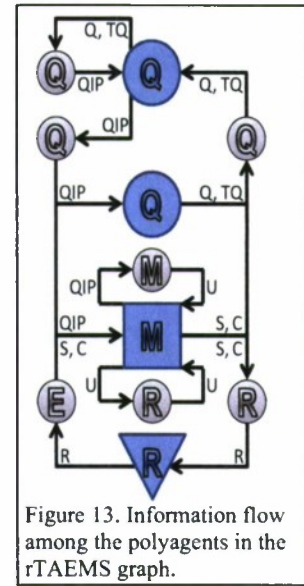 Q, TQ
Q
Q
Q, TQ
QIP
Q
QIP
Q
QIP
Q
Q, TQ
M
QIP
U
QIP
M
S, C
S, C
S, C
U
U
E
R
R
R
R
R
Figure 13. Information flow
among the polyagents in the
rTAEMS graph.